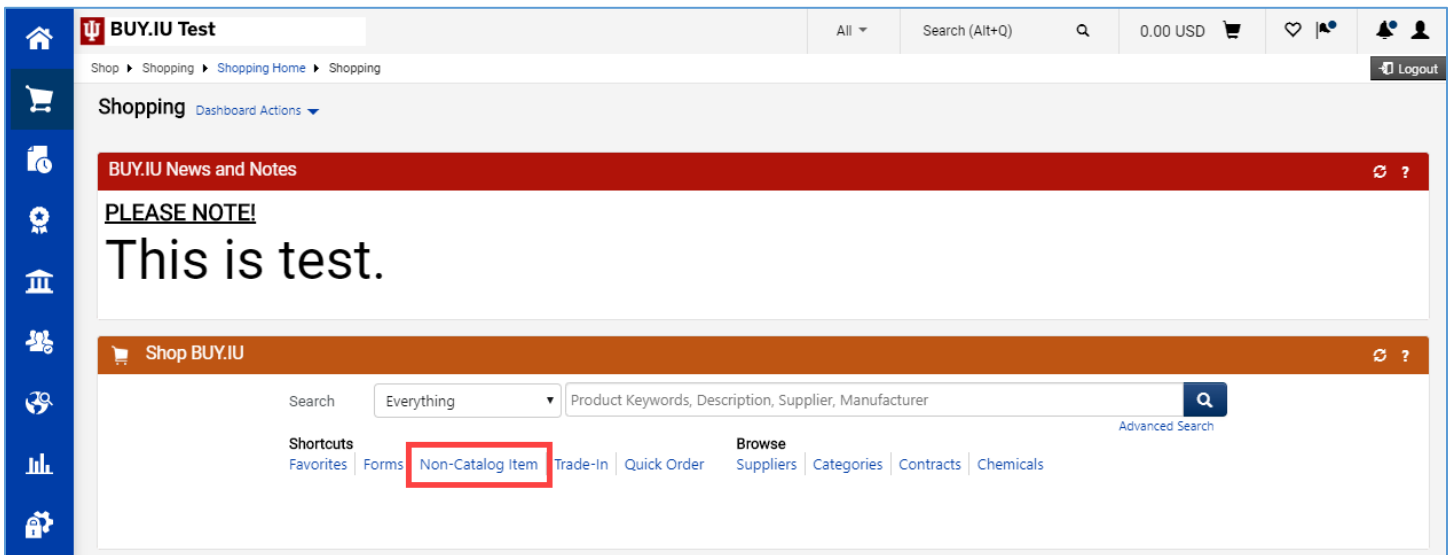 BUY.IU Test All Search (Alt+Q) 0.00 USD
Shop Shopping Shopping Home Shopping Logout
Shopping Dashboard Actions
BUY.IU News and Notes ?
PLEASE NOTE!
This is test.
Shop BUY.IU ?
Search Everything Product Keywords, Description, Supplier, Manufacturer
Advanced Search
Shortcuts Browse
Favorites Forms Non-Catalog Item Trade-In Quick Order Suppliers Categories Contracts Chemicals